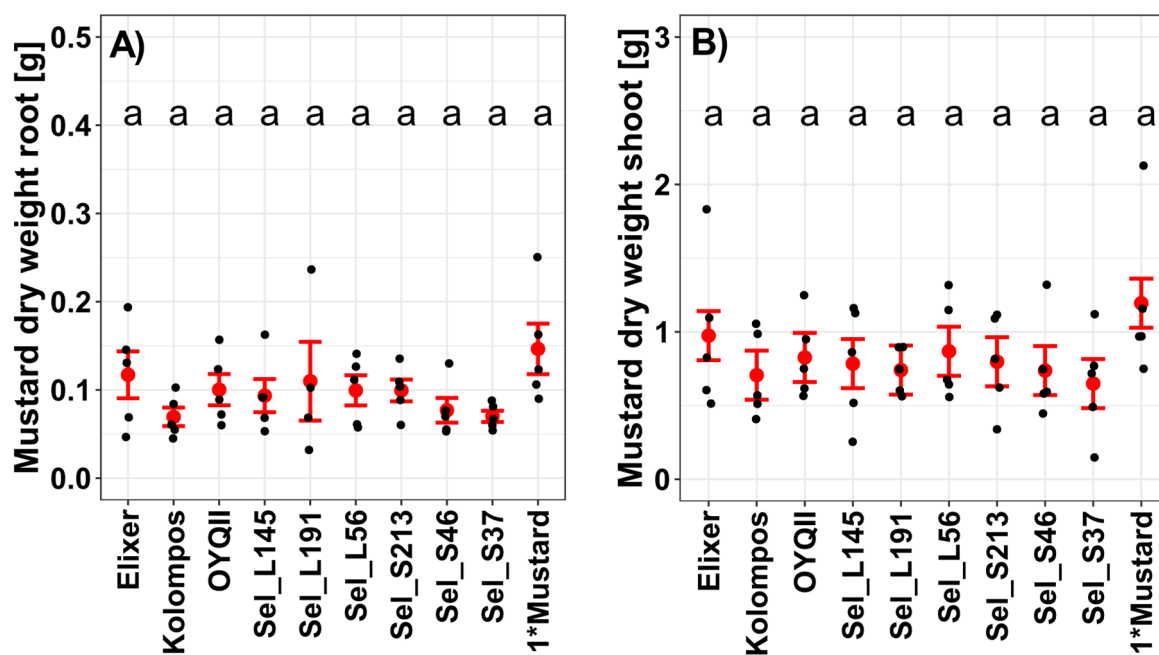 A)
Mustard dry weight root [g]
0.5
0.4
0.3
0.2
0.1
0.0
a a a a a a a a a a
Elixer
Kolompos
OYQII
Sel_L145
Sel_L191
Sel_L56
Sel_S213
Sel_S46
Sel_S37
1*Mustard
B)
Mustard dry weight shoot [g]
3
2
1
0
a a a a a a a a a a
Elixer
Kolompos
OYQII
Sel_L145
Sel_L191
Sel_L56
Sel_S213
Sel_S46
Sel_S37
1*Mustard